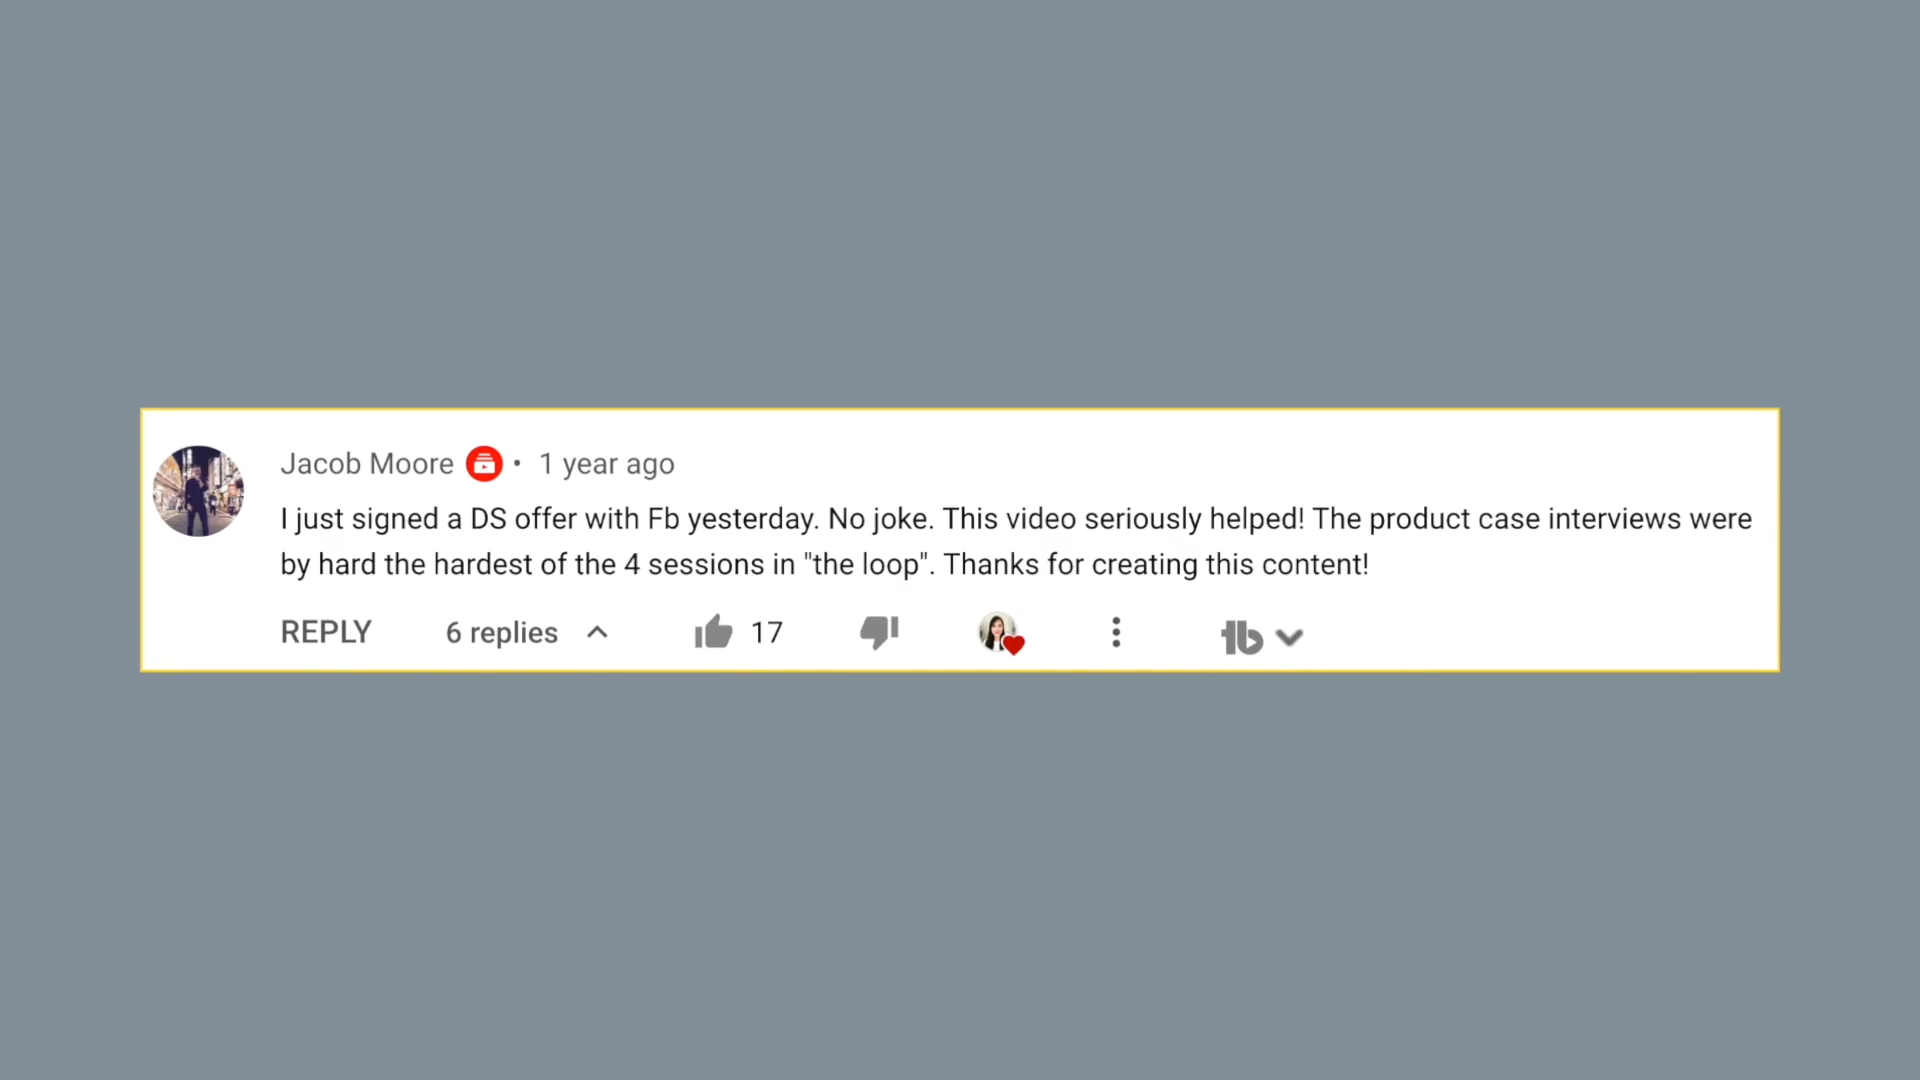 Jacob Moore • 1 year ago
I just signed a DS offer with Fb yesterday. No joke. This video seriously helped! The product case interviews were
by hard the hardest of the 4 sessions in "the loop". Thanks for creating this content!
REPLY 6 replies 17 tb